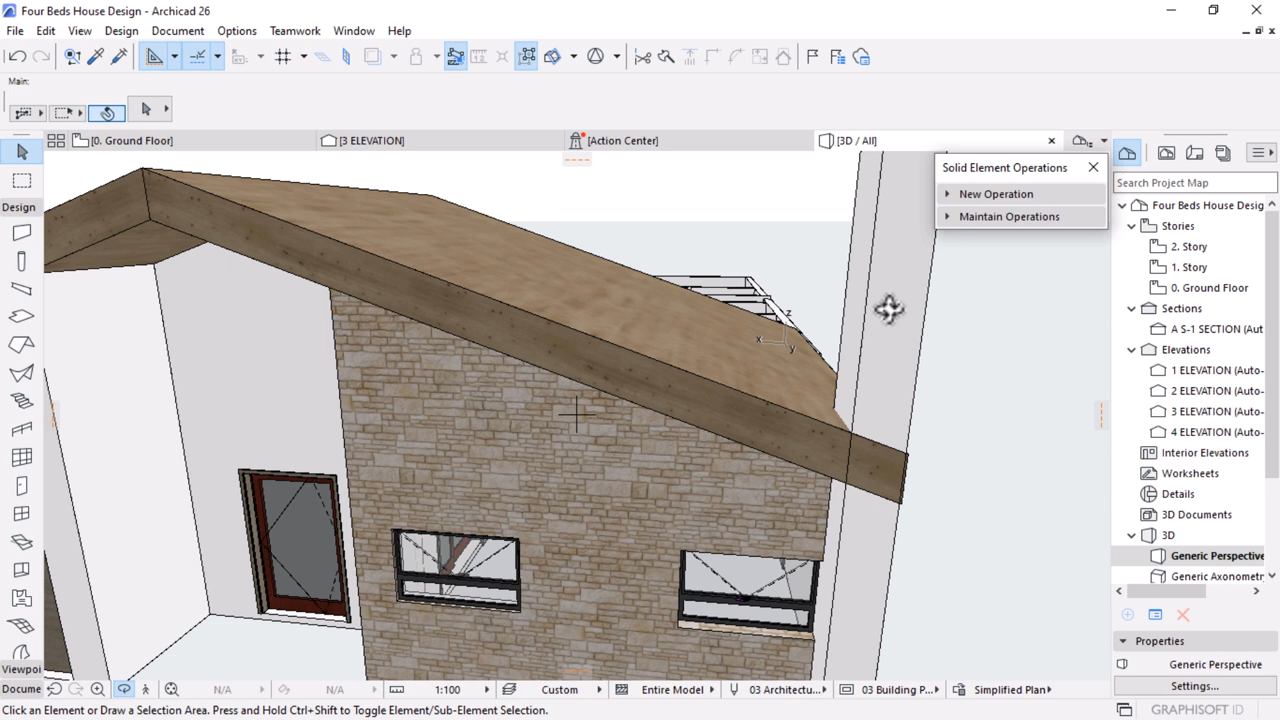 Four Beds House Design - Archicad 26
File Edit View Design Document Options Teamwork Window Help
Main:
[0. Ground Floor]
[3 ELEVATION]
[Action Center]
[3D / All]
Solid Element Operations
New Operation
Maintain Operations
Search Project Map
Four Beds House Desig
Stories
2. Story
1. Story
0. Ground Floor
Sections
A S-1 SECTION (Aut
Elevations
1 ELEVATION (Auto-
2 ELEVATION (Auto-
3 ELEVATION (Auto-
4 ELEVATION (Auto-
Interior Elevations
Worksheets
Details
3D Documents
3D
Generic Perspective
Generic Axonometr
Properties
Generic Perspective
Settings...
Design
z
x
y
Viewpoi
Docume
N/A
N/A
1:100
Custom
Entire Model
03 Architectu...
03 Building P...
Simplified Plan
Click an Element or Draw a Selection Area. Press and Hold Ctrl+Shift to Toggle Element/Sub-Element Selection.
GRAPHISOFT ID